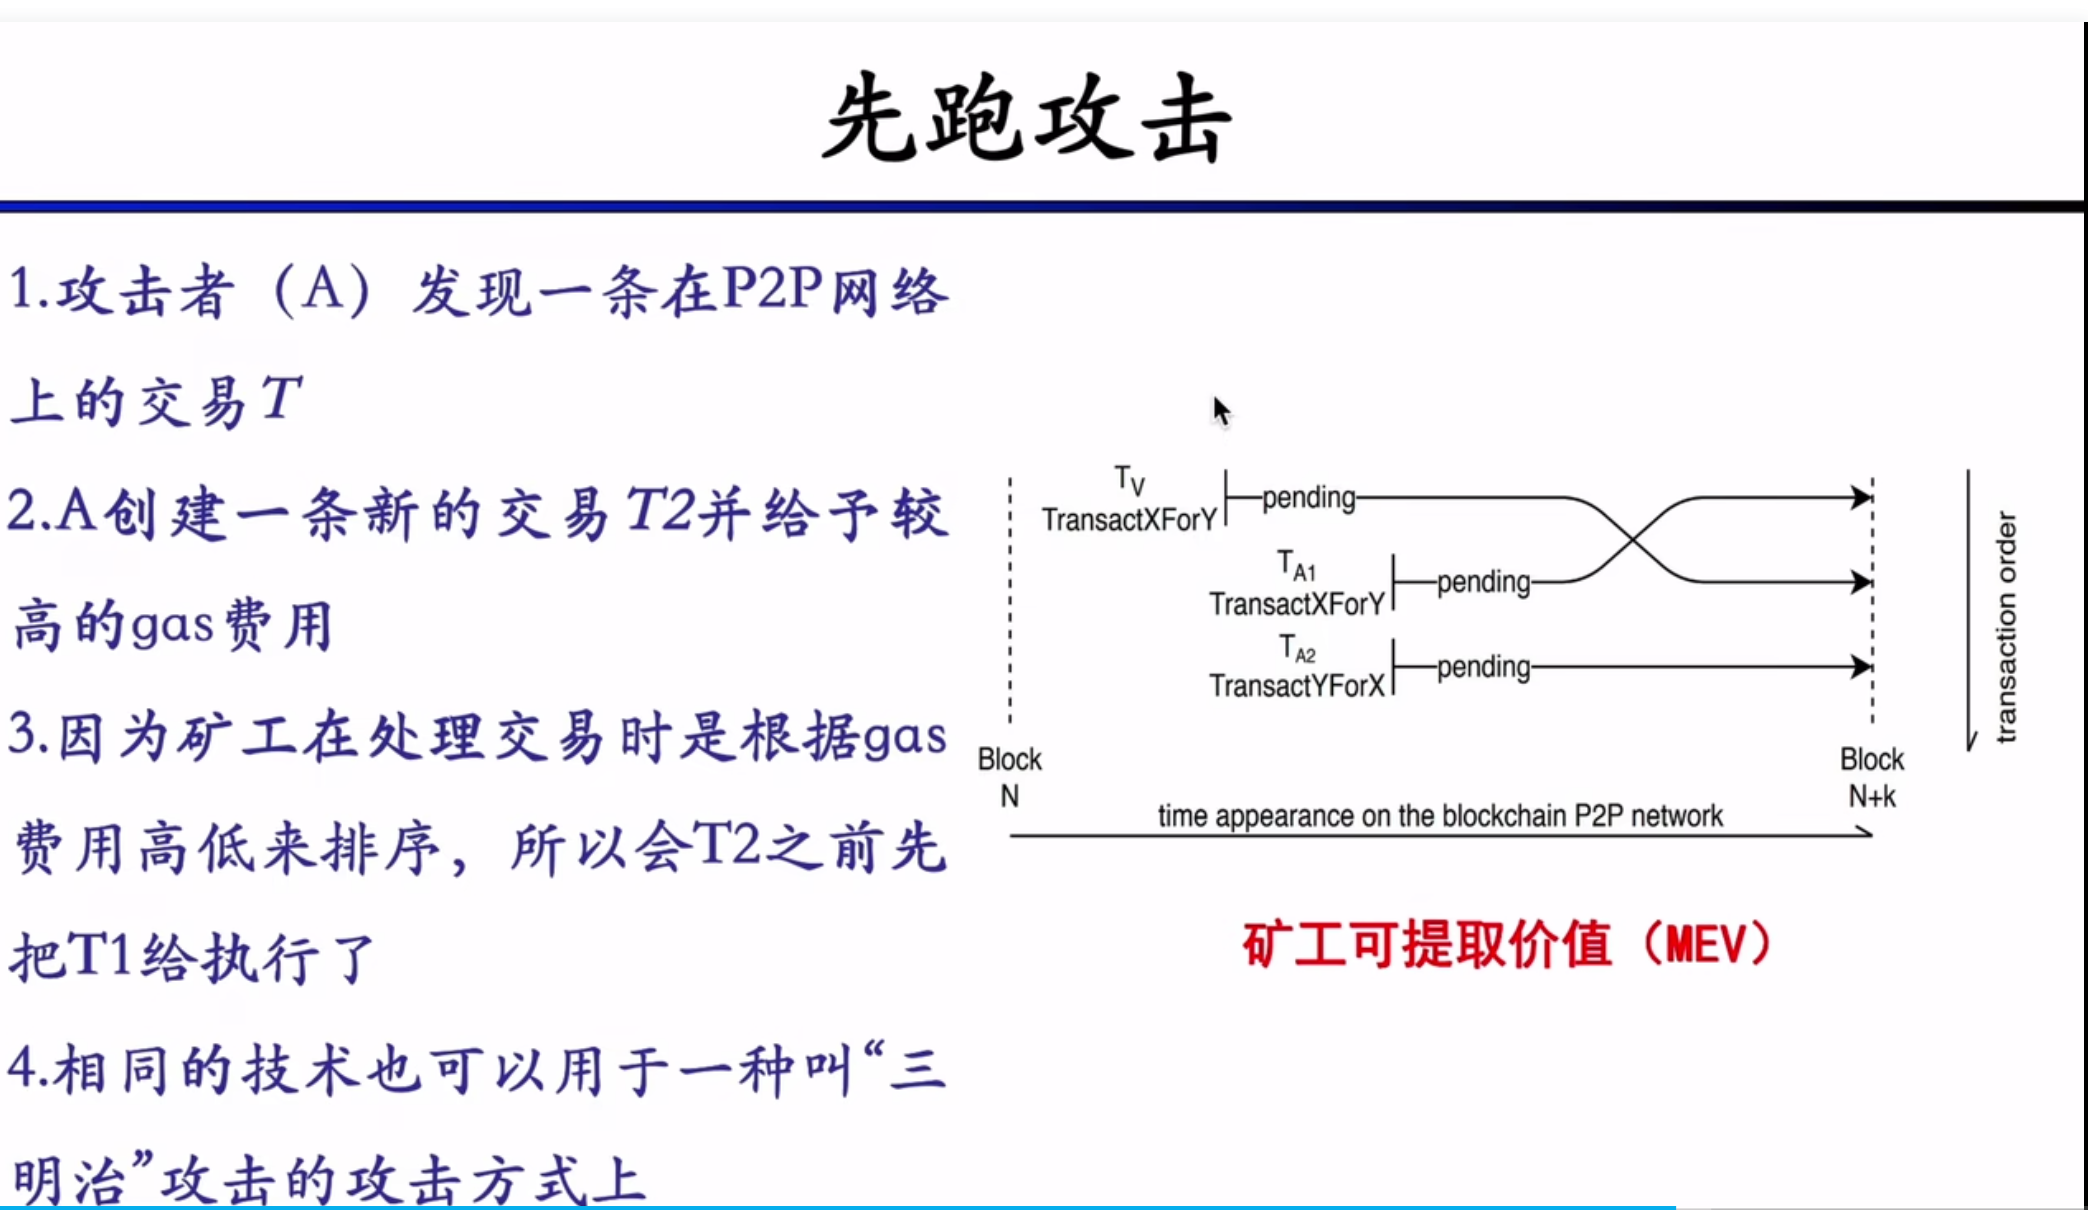 先跑攻击
1.攻击者（A）发现一条在P2P网络
上的交易T
2.A创建一条新的交易T2并给予较
高的gas费用
3.因为矿工在处理交易时是根据gas
费用高低来排序，所以会T2之前先
把T1给执行了
4.相同的技术也可以用于一种叫“三
明治”攻击的攻击方式上
TV
TransactXForY
pending
TA1
TransactXForY
pending
TA2
TransactYForX
pending
transaction order
Block
N
Block
N+k
time appearance on the blockchain P2P network
矿工可提取价值（MEV）